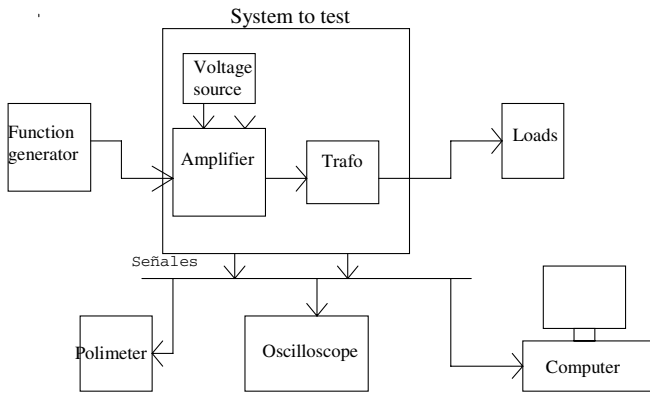 System to test
Voltage
source
Function
generator
Amplifier
Trafo
Loads
Señales
Polimeter
Oscilloscope
Computer